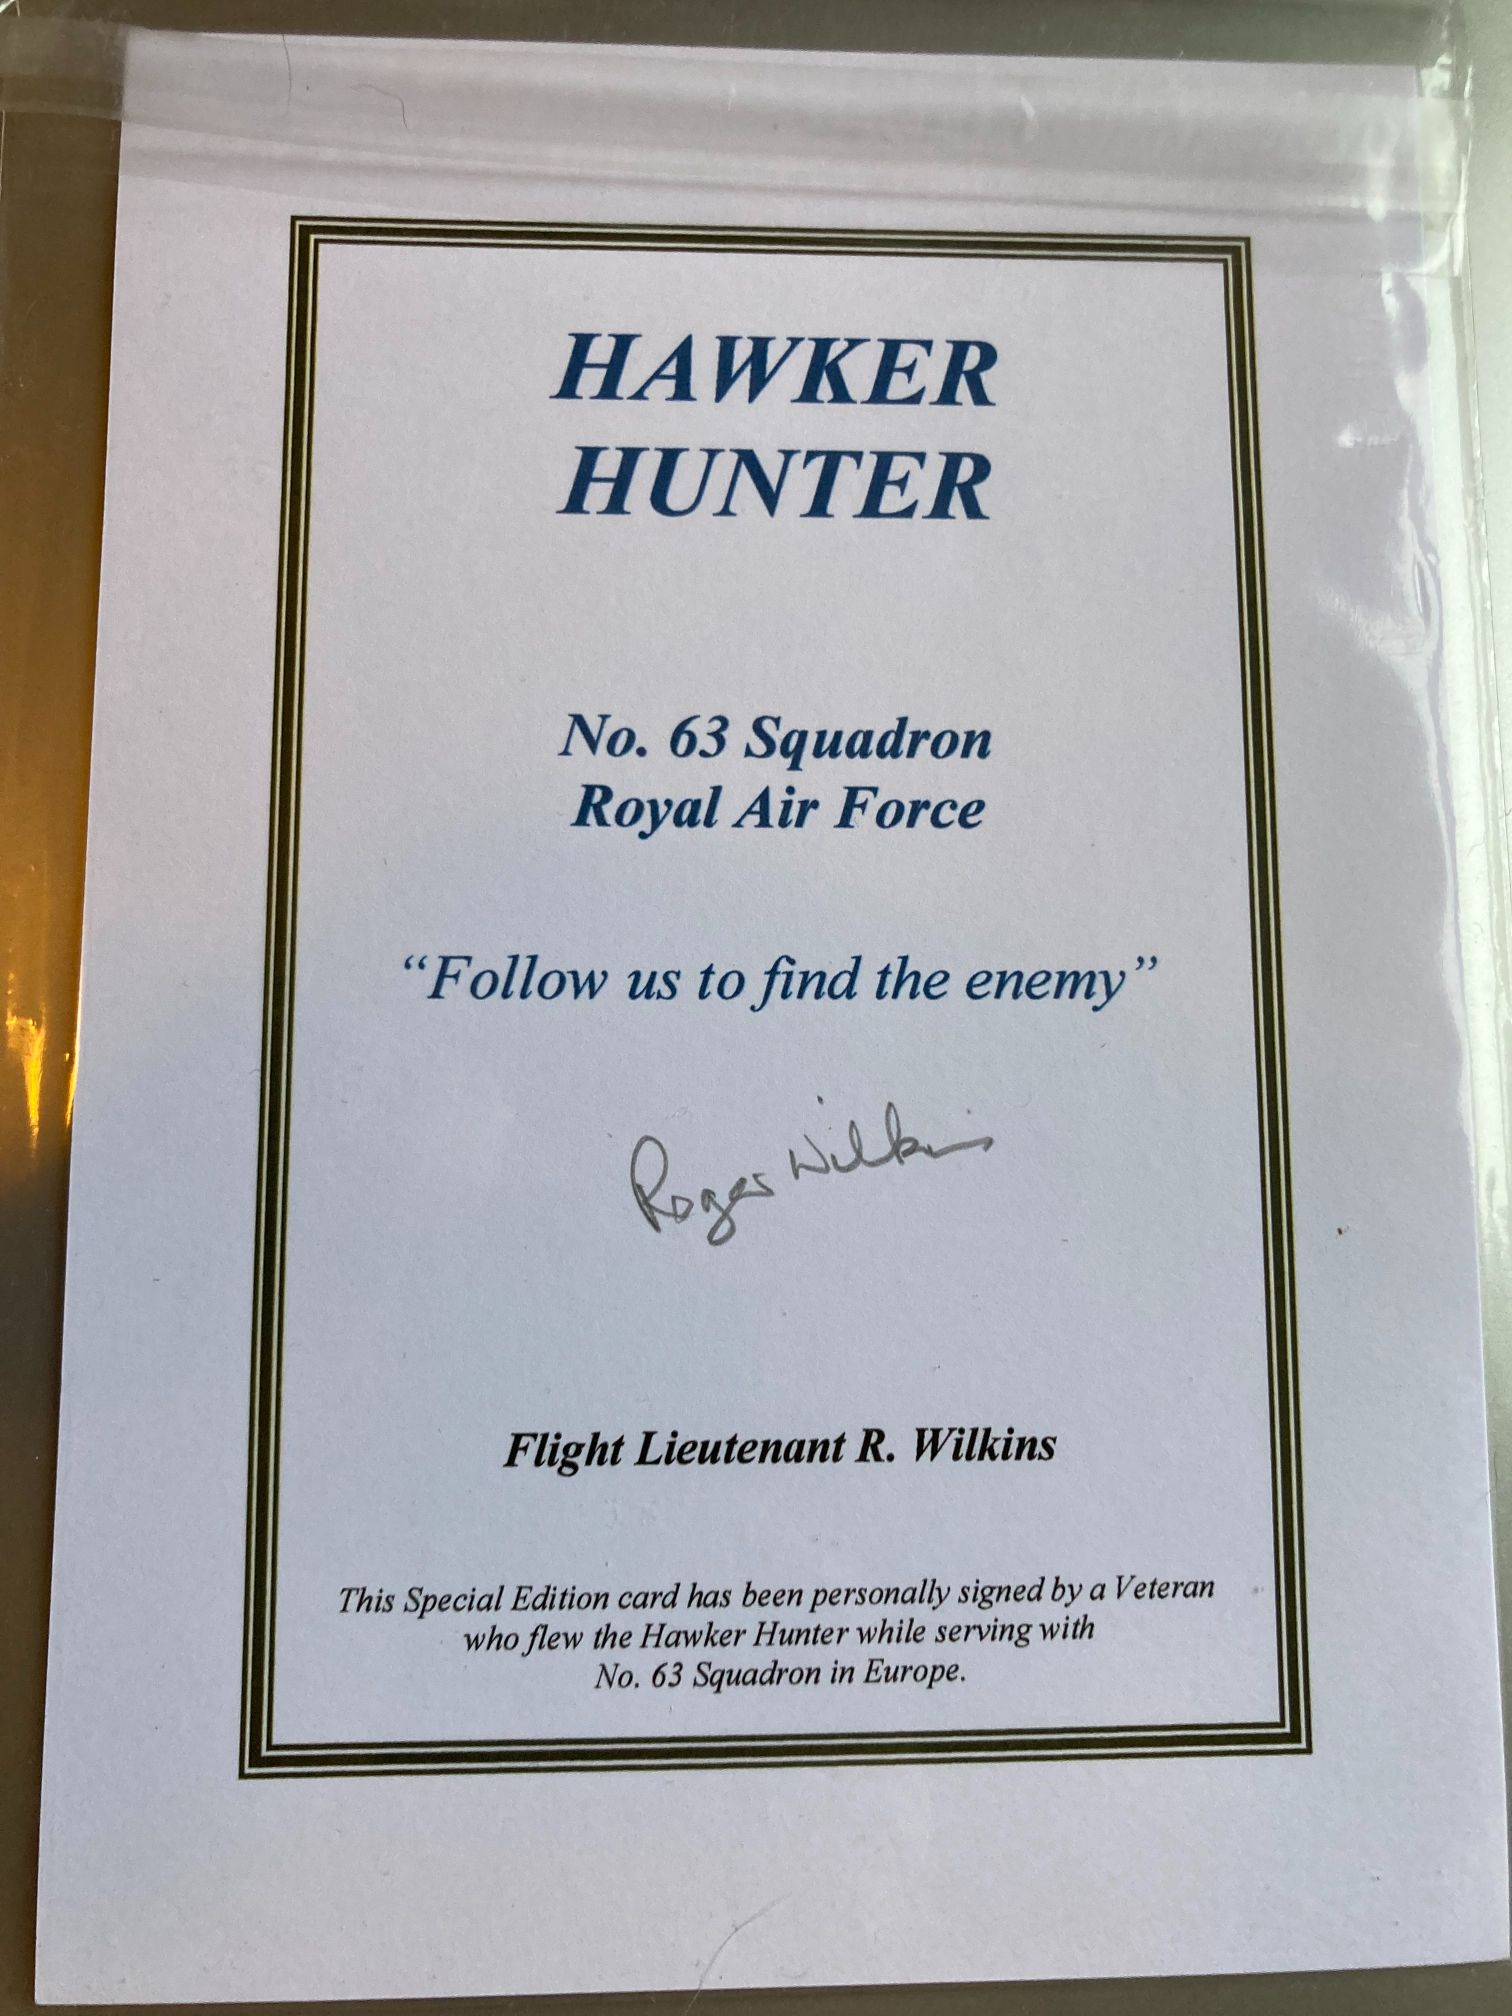 HAWKER
HUNTER
No. 63 Squadron
Royal Air Force
“Follow us to find the enemy”
Roger Wilkins
Flight Lieutenant R. Wilkins
This Special Edition card has been personally signed by a Veteran
who flew the Hawker Hunter while serving with
No. 63 Squadron in Europe.